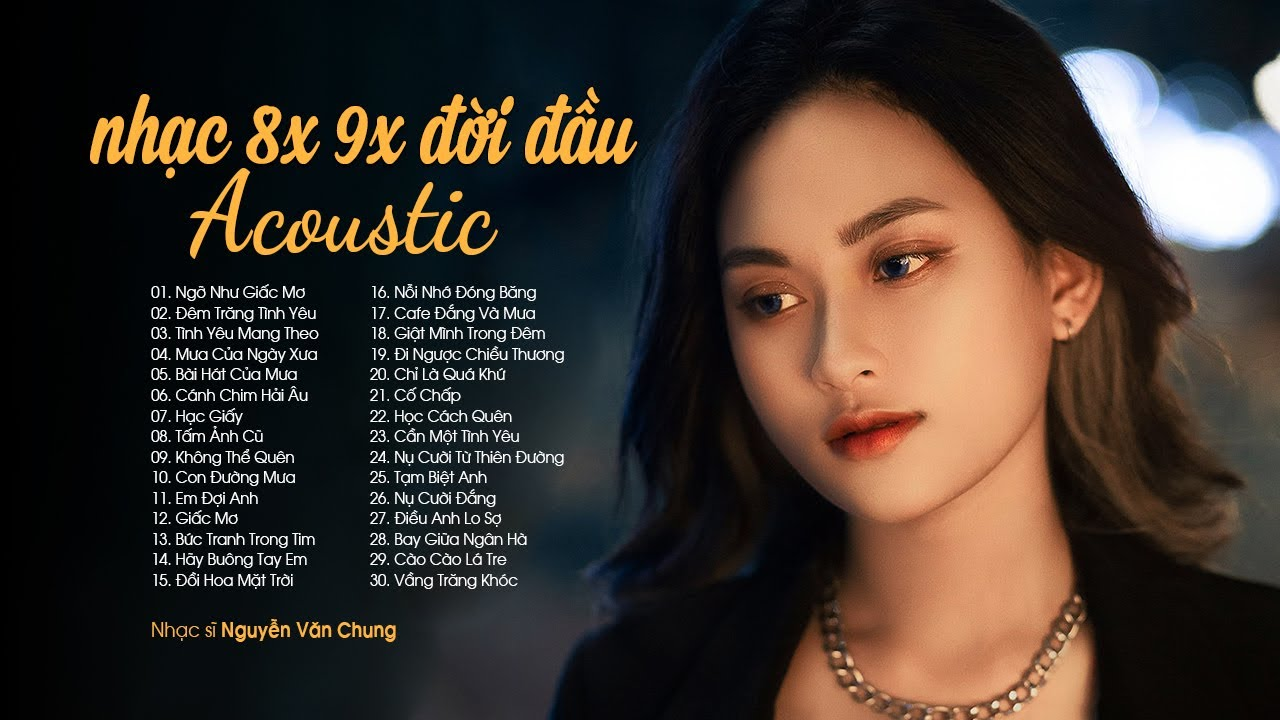 nhạc 8x 9x đời đầu
Acoustic
01. Ngỡ Như Giấc Mơ
02. Đêm Trăng Tình Yêu
03. Tình Yêu Mang Theo
04. Mưa Của Ngày Xưa
05. Bài Hát Của Mưa
06. Cánh Chim Hải Âu
07. Hạc Giấy
08. Tấm Ảnh Cũ
09. Không Thể Quên
10. Con Đường Mưa
11. Em Đợi Anh
12. Giấc Mơ
13. Bức Tranh Trong Tim
14. Hãy Buông Tay Em
15. Đồi Hoa Mặt Trời
16. Nỗi Nhớ Đóng Băng
17. Cafe Đắng Và Mưa
18. Giật Mình Trong Đêm
19. Đi Ngược Chiều Thương
20. Chỉ Là Quá Khứ
21. Cố Chấp
22. Học Cách Quên
23. Cần Một Tình Yêu
24. Nụ Cười Từ Thiên Đường
25. Tạm Biệt Anh
26. Nụ Cười Đắng
27. Điều Anh Lo Sợ
28. Bay Giữa Ngân Hà
29. Cào Cào Lá Tre
30. Vầng Trăng Khóc
Nhạc sĩ Nguyễn Văn Chung